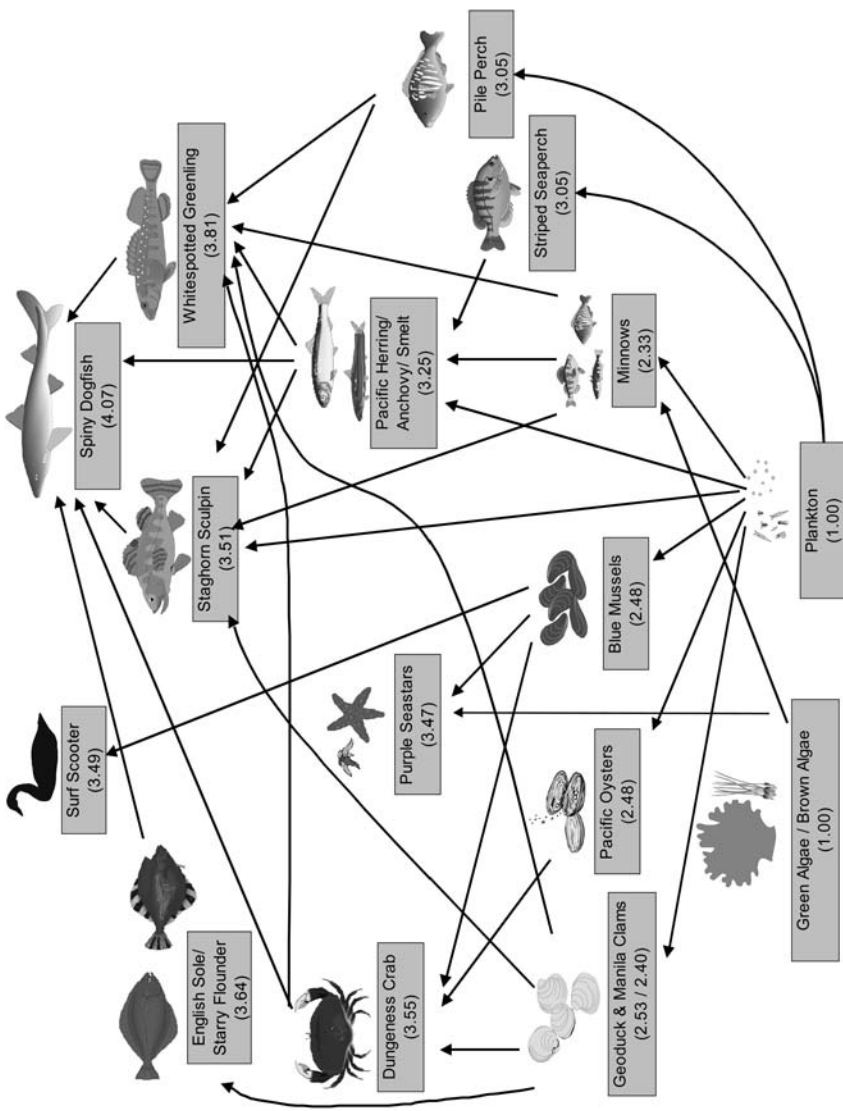 Spiny Dogfish
(4.07)
Whitespotted Greenling
(3.81)
Staghorn Sculpin
(3.51)
Surf Scooter
(3.49)
English Sole/
Starry Flounder
(3.64)
Pile Perch
(3.05)
Striped Seaperch
(3.05)
Pacific Herring/
Anchovy/ Smelt
(3.25)
Purple Seastars
(3.47)
Dungeness Crab
(3.55)
Minnows
(2.33)
Blue Mussels
(2.48)
Pacific Oysters
(2.48)
Geoduck & Manila Clams
(2.53 / 2.40)
Plankton
(1.00)
Green Algae / Brown Algae
(1.00)